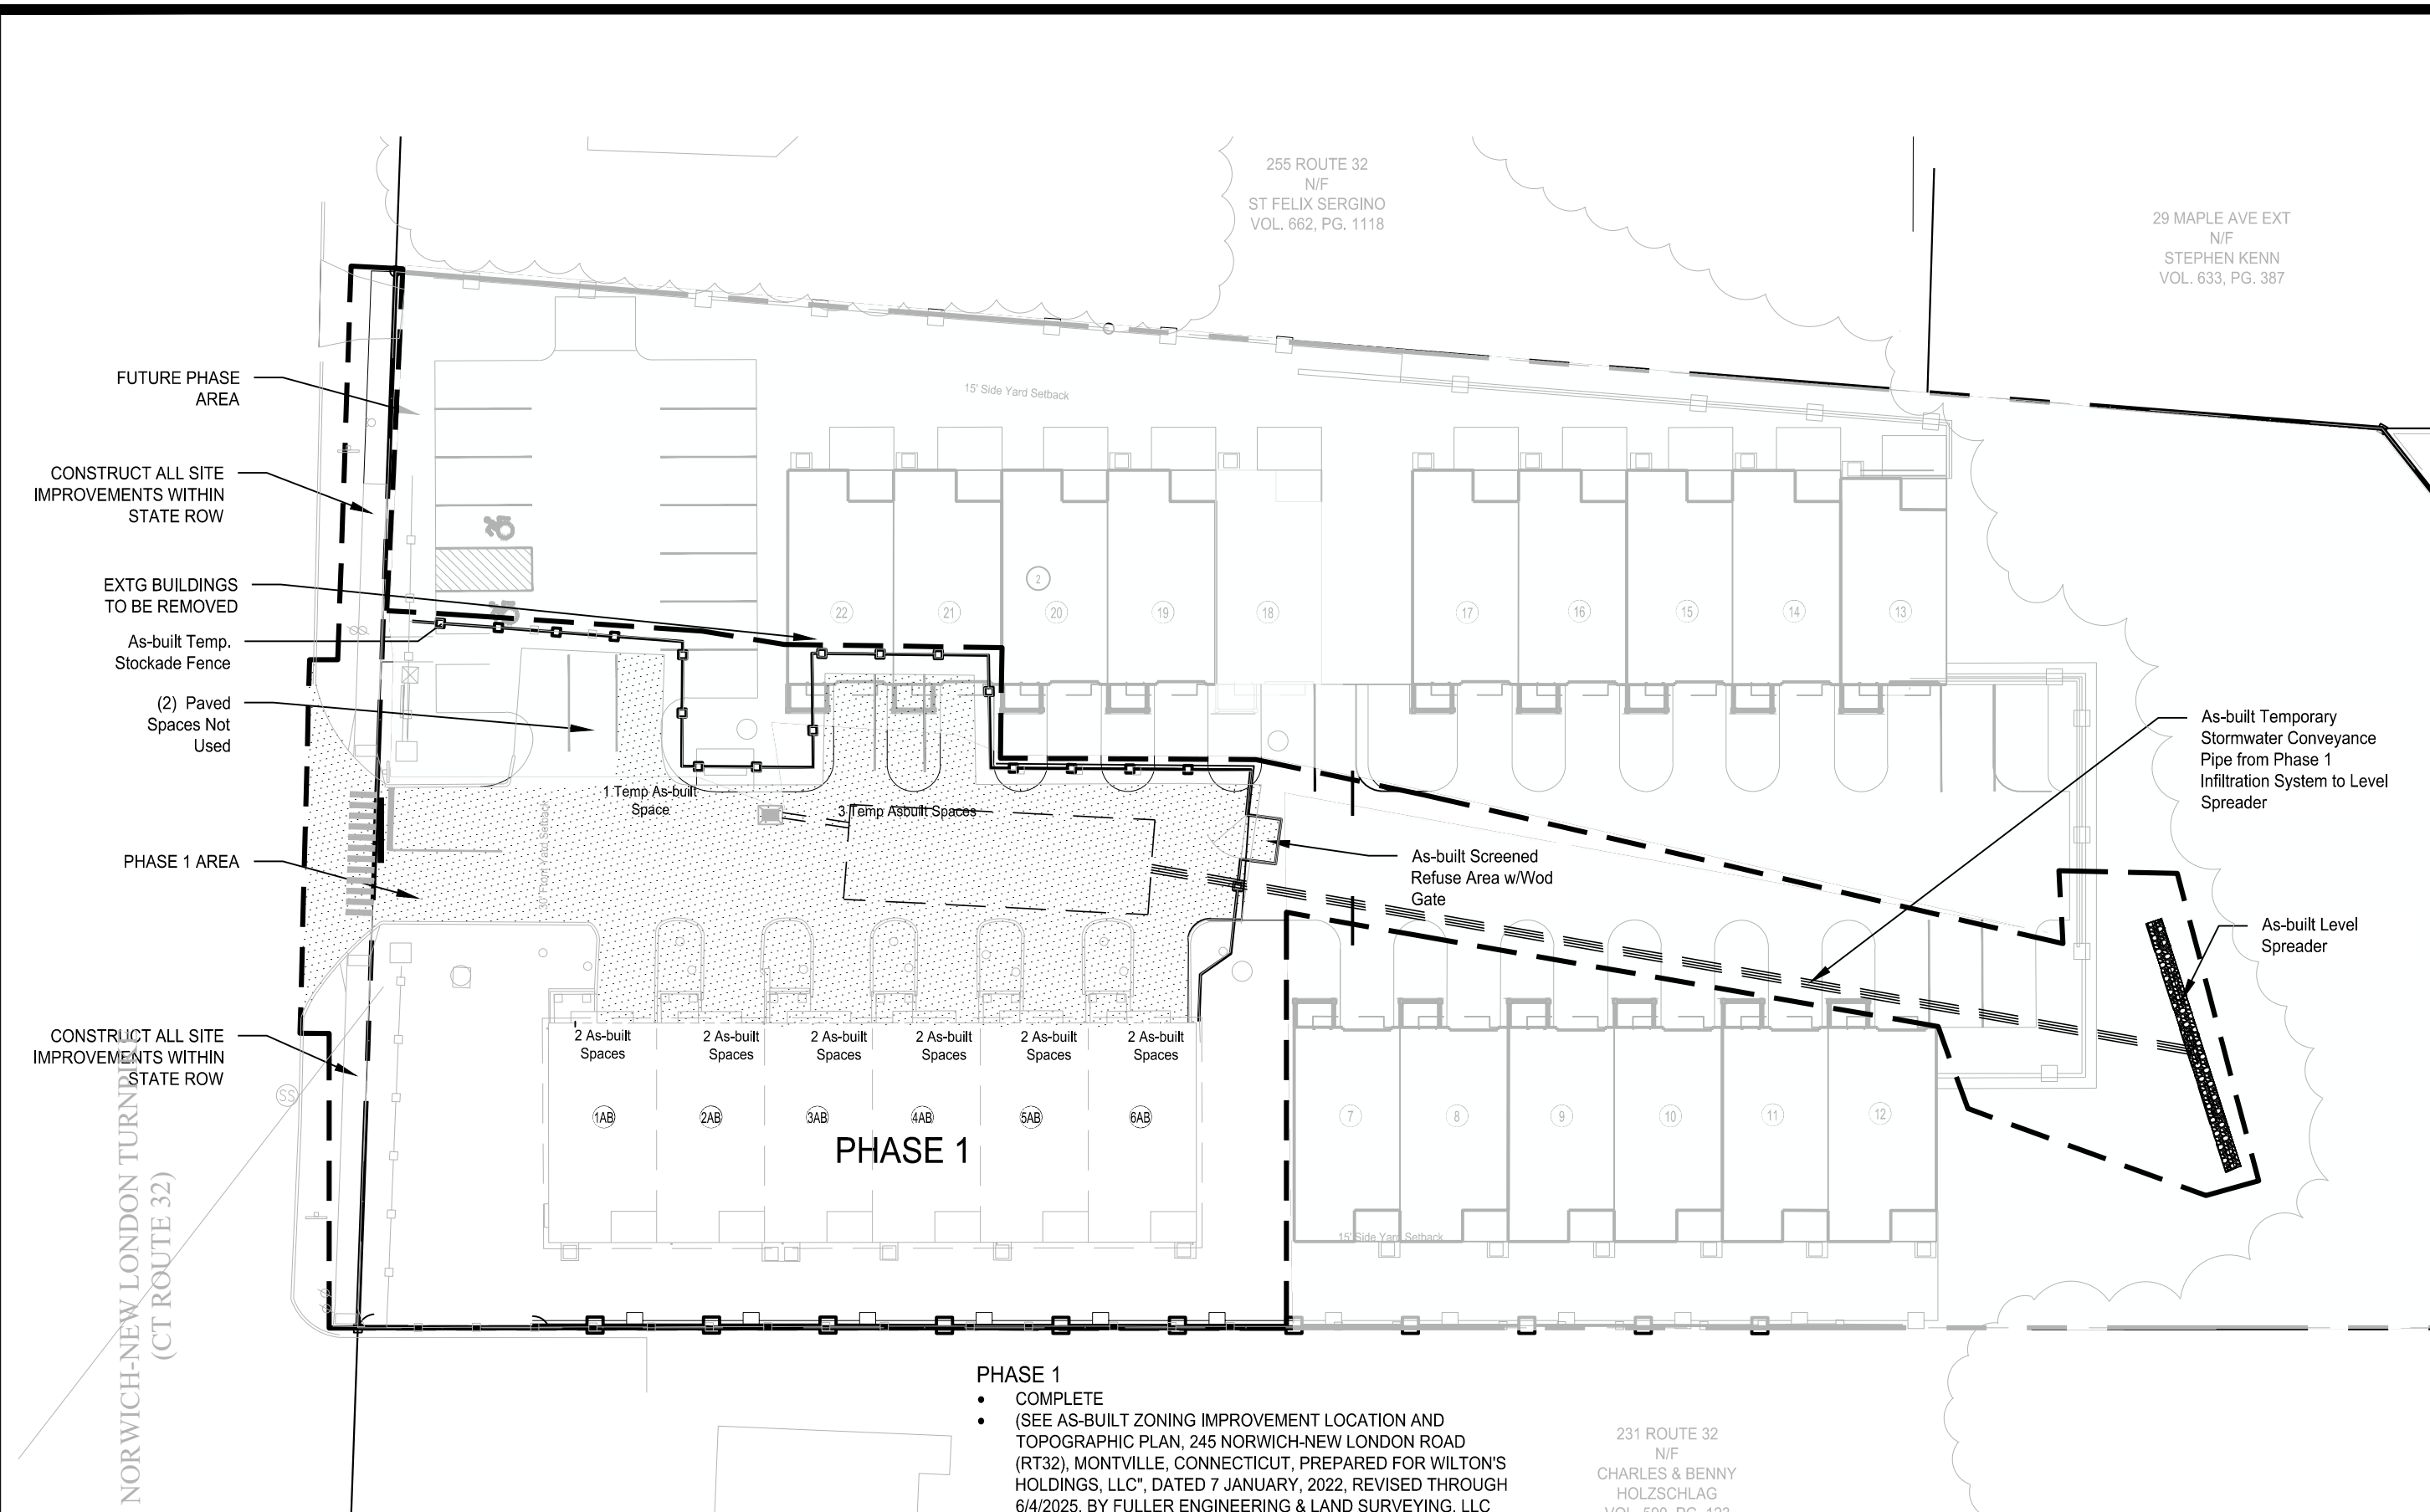 255 ROUTE 32
N/F
ST FELIX SERGINO
VOL. 662, PG. 1118
29 MAPLE AVE EXT
N/F
STEPHEN KENN
VOL. 633, PG. 387
FUTURE PHASE
AREA
15' Side Yard Setback
CONSTRUCT ALL SITE
IMPROVEMENTS WITHIN
STATE ROW
EXTG BUILDINGS
TO BE REMOVED
2
22
21
20
19
18
17
16
15
14
13
As-built Temp.
Stockade Fence
(2) Paved
Spaces Not
Used
As-built Temporary
Stormwater Conveyance
Pipe from Phase 1
Infiltration System to Level
Spreader
1 Temp As-built
Space
3 Temp Asbuilt Spaces
30' Front Yard Setback
PHASE 1 AREA
As-built Screened
Refuse Area w/Wod
Gate
As-built Level
Spreader
CONSTRUCT ALL SITE
IMPROVEMENTS WITHIN
STATE ROW
2 As-built
Spaces
2 As-built
Spaces
2 As-built
Spaces
2 As-built
Spaces
2 As-built
Spaces
2 As-built
Spaces
SS
1AB
2AB
3AB
4AB
5AB
6AB
7
8
9
10
11
12
PHASE 1
15' Side Yard Setback
NORWICH-NEW LONDON TURNPIKE
(CT ROUTE 32)
PHASE 1
• COMPLETE
• (SEE AS-BUILT ZONING IMPROVEMENT LOCATION AND
TOPOGRAPHIC PLAN, 245 NORWICH-NEW LONDON ROAD
(RT32), MONTVILLE, CONNECTICUT, PREPARED FOR WILTON'S
HOLDINGS, LLC", DATED 7 JANUARY, 2022, REVISED THROUGH
6/4/2025, BY FULLER ENGINEERING & LAND SURVEYING, LLC
231 ROUTE 32
N/F
CHARLES & BENNY
HOLZSCHLAG